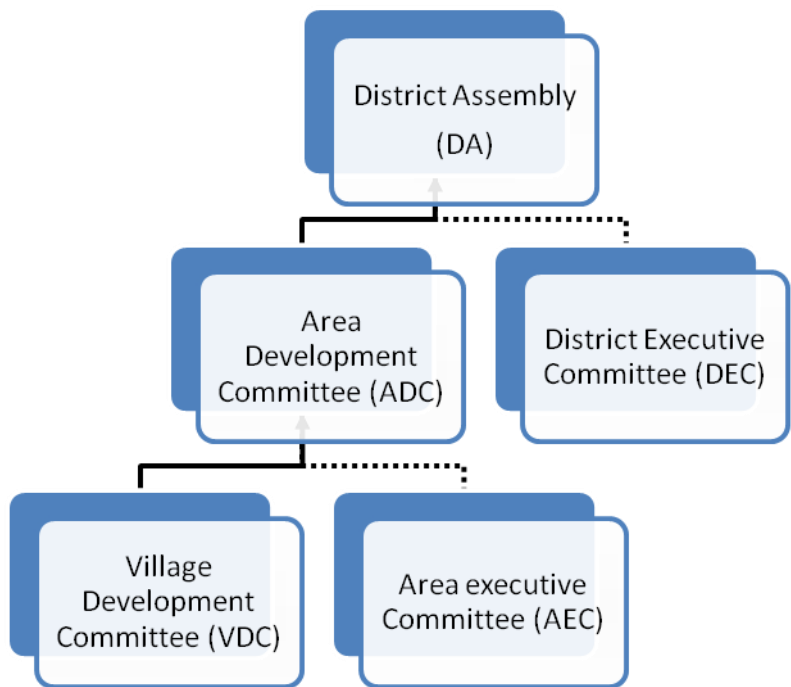 District Assembly
(DA)
Area
Development
Committee (ADC)
District Executive
Committee (DEC)
Village
Development
Committee (VDC)
Area executive
Committee (AEC)